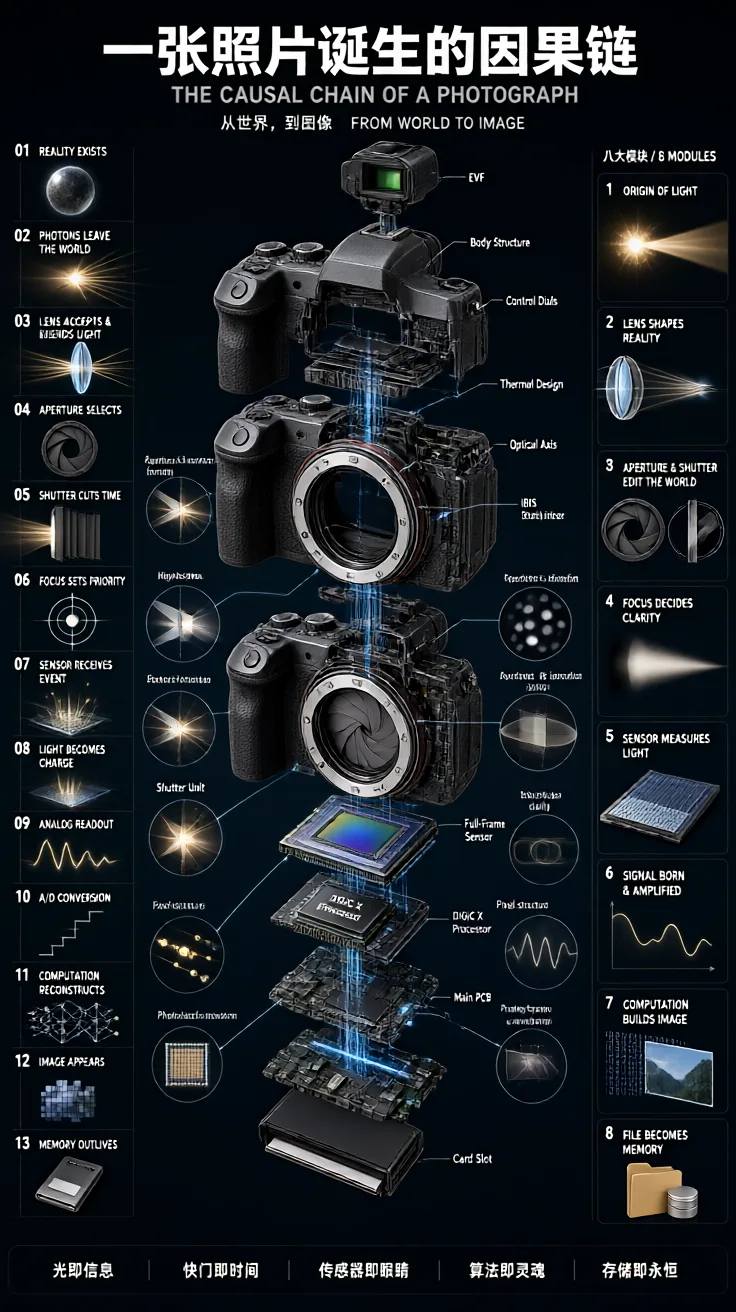 一张照片诞生的因果链
THE CAUSAL CHAIN OF A PHOTOGRAPH
从世界，到图像 FROM WORLD TO IMAGE
01 REALITY EXISTS
02 PHOTONS LEAVE
THE WORLD
03 LENS ACCEPTS &
LIGHT
04 APERTURE SELECTS
05 SHUTTER CUTS TIME
06 FOCUS SETS PRIORITY
07 SENSOR RECEIVES
EVENT
08 LIGHT BECOMES
CHARGE
09 ANALOG READOUT
10 A/D CONVERSION
11 COMPUTATION
RECONSTRUCTS
12 IMAGE APPEARS
13 MEMORY OUTLIVES
EVF
Body Structure
Control Dials
Thermal Design
Optical Axis
IBIS
Shutter Unit
Full-Frame
Sensor
DIGIC X
DIGIC X
Processor
Pixel structure
Main PCB
Card Slot
八大模块 / 8 MODULES
1 ORIGIN OF LIGHT
2 LENS SHAPES
REALITY
3 APERTURE & SHUTTER
EDIT THE WORLD
4 FOCUS DECIDES
CLARITY
5 SENSOR MEASURES
LIGHT
6 SIGNAL BORN
& AMPLIFIED
7 COMPUTATION
BUILDS IMAGE
8 FILE BECOMES
MEMORY
光即信息
快门即时间
传感器即眼睛
算法即灵魂
存储即永恒